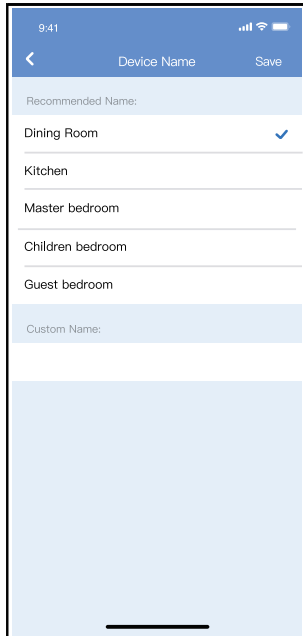 9:41
Device Name Save
Recommended Name:
Dining Room
Kitchen
Master bedroom
Children bedroom
Guest bedroom
Custom Name: